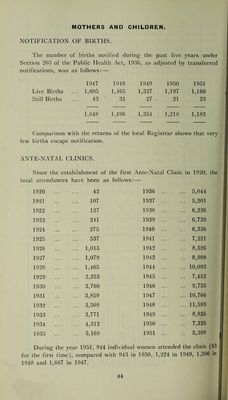 MOTHERS AND CHILDREN.
NOTIFICATION OF BIRTHS.
The number of births notified during the past five years under
Section 203 of the Public Health Act, 1936, as adjusted by transferred
notifications, was as follows:—
1947 1948 1949 1950 1951
Live Births ... 1,605 1,465 1,327 1,197 1,160
Still Births ... 43 31 27 21 23
1,648 1,496 1,354 1,218 1,183
Comparison with the returns of the local Registrar shows that very
few births escape notification.
ANTE-NATAL CLINICS.
Since the establishment of the first Ante-Natal Clinic in 1920, the
total attendances have been as follows:—
1920 ... ... 42 1936 ... ... 5,044
1921 ... ... 107 1937 ... ... 5,201
1922 ... ... 127 1938 ... ... 6,226
1923 ... ... 241 1939 ... ... 6,739
1924 ... ... 275 1940 ... ... 6,336
1925 ... ... 537 1941 ... ... 7,221
1926 ... ... 1,015 1942 ... ... 8,526
1927 ... ... 1,079 1943 ... ... 8,988
1928 ... ... 1,465 1944 ... ... 10,093
1929 ... ... 2,253 1945 ... ... 7,452
1930 ... ... 3,760 1946 ... ... 9,755
1931 ... ... 3,859 1947 ... ... 10,766
1932 ... ... 3,509 1948 ... ... 11,599
1933 ... ... 3,771 1949 ... ... 8,935
1934 ... ... 4,312 1950 ... ... 7,225
1935 ... ... 5,169 1951 ... ... 5,398
During the year 1951, 944 individual women attended the clinic
for the first time), compared with 943 in 1950, 1,224 in 1949, 1,506 in
1948 and 1,667 in 1947.
44